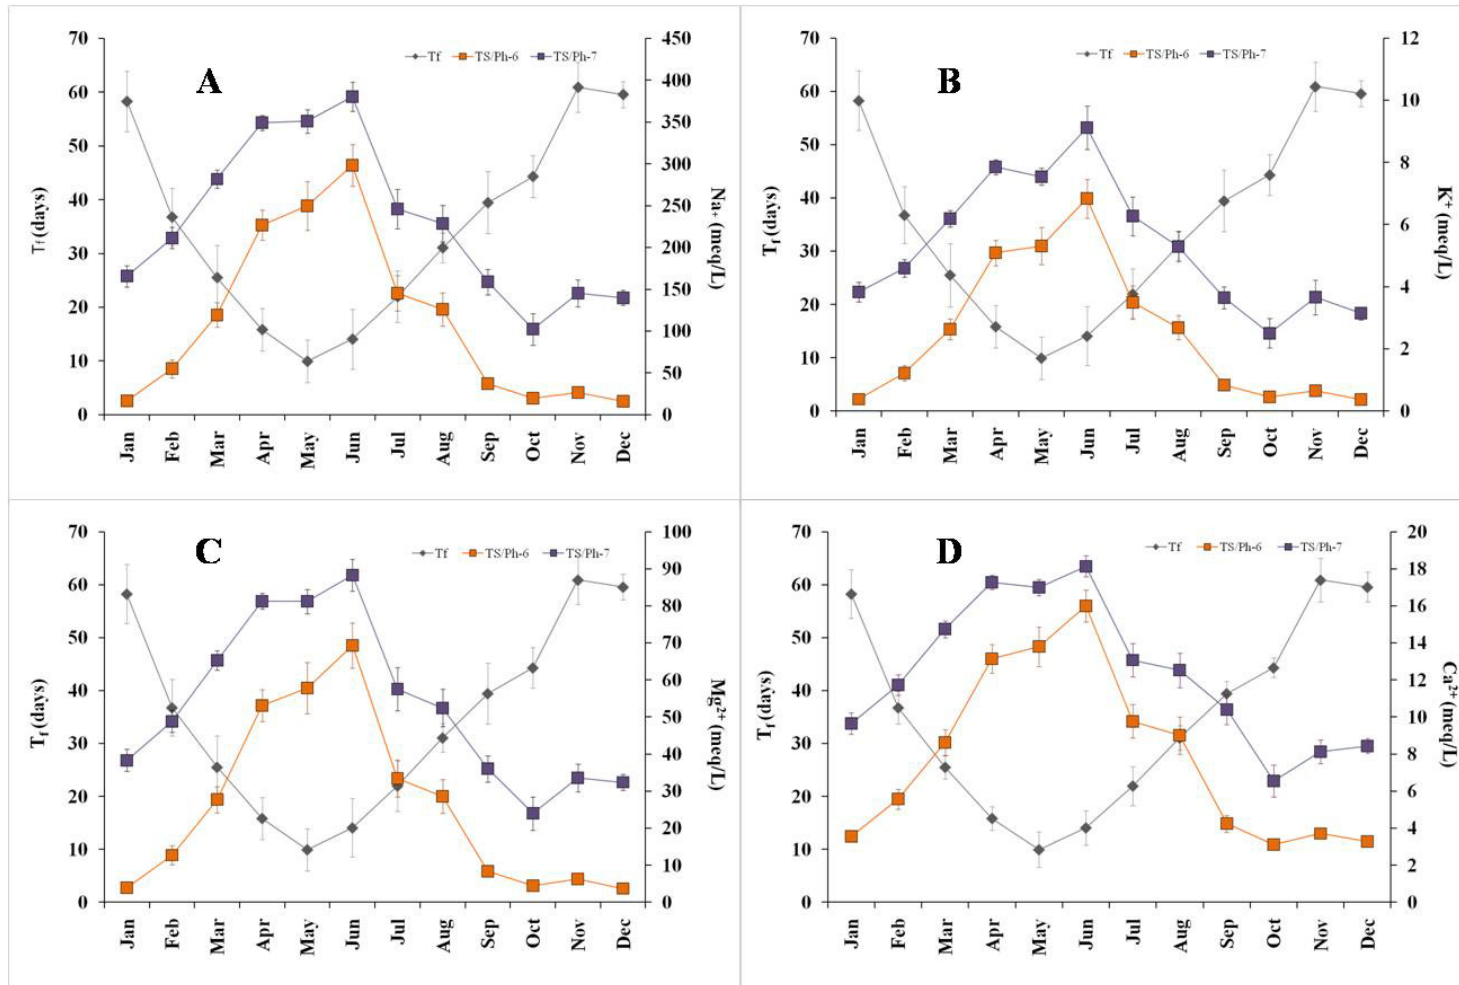 A
Tf TS/Ph-6 TS/Ph-7
70 60 50 40 30 20 10 0
Tf (days)
450 400 350 300 250 200 150 100 50 0
Na+ (meq/L)
Jan Feb Mar Apr May Jun Jul Aug Sep Oct Nov Dec
B
Tf TS/Ph-6 TS/Ph-7
70 60 50 40 30 20 10 0
Tf (days)
12 10 8 6 4 2 0
K+ (meq/L)
Jan Feb Mar Apr May Jun Jul Aug Sep Oct Nov Dec
C
Tf TS/Ph-6 TS/Ph-7
70 60 50 40 30 20 10 0
Tf (days)
100 90 80 70 60 50 40 30 20 10 0
Mg2+ (meq/L)
Jan Feb Mar Apr May Jun Jul Aug Sep Oct Nov Dec
D
Tf TS/Ph-6 TS/Ph-7
70 60 50 40 30 20 10 0
Tf (days)
20 18 16 14 12 10 8 6 4 2 0
Ca2+(meq/L)
Jan Feb Mar Apr May Jun Jul Aug Sep Oct Nov Dec